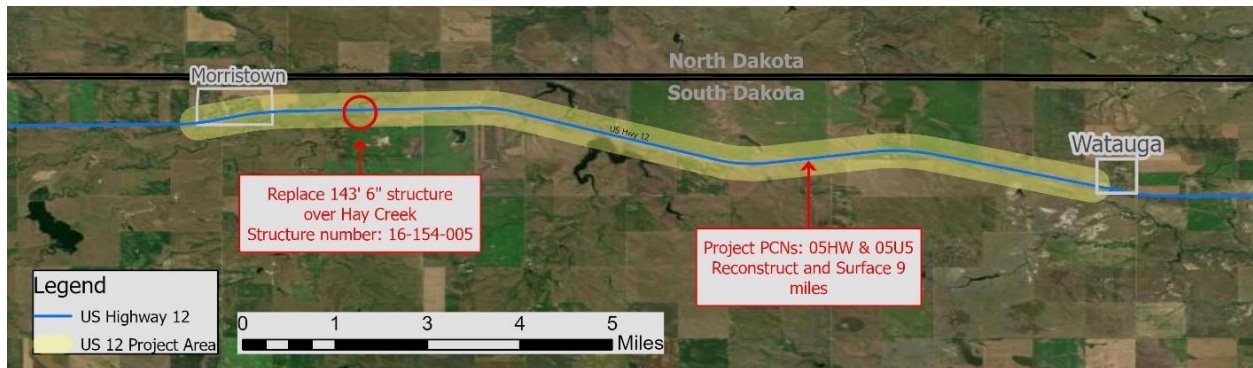 North Dakota
South Dakota
Morristown
US Hwy 12
Watauga
Replace 143' 6" structure
over Hay Creek
Structure number: 16-154-005
Project PCNs: 05HW & 05U5
Reconstruct and Surface 9
miles
Legend
US Highway 12
US 12 Project Area
0 1 3 4 5
Miles